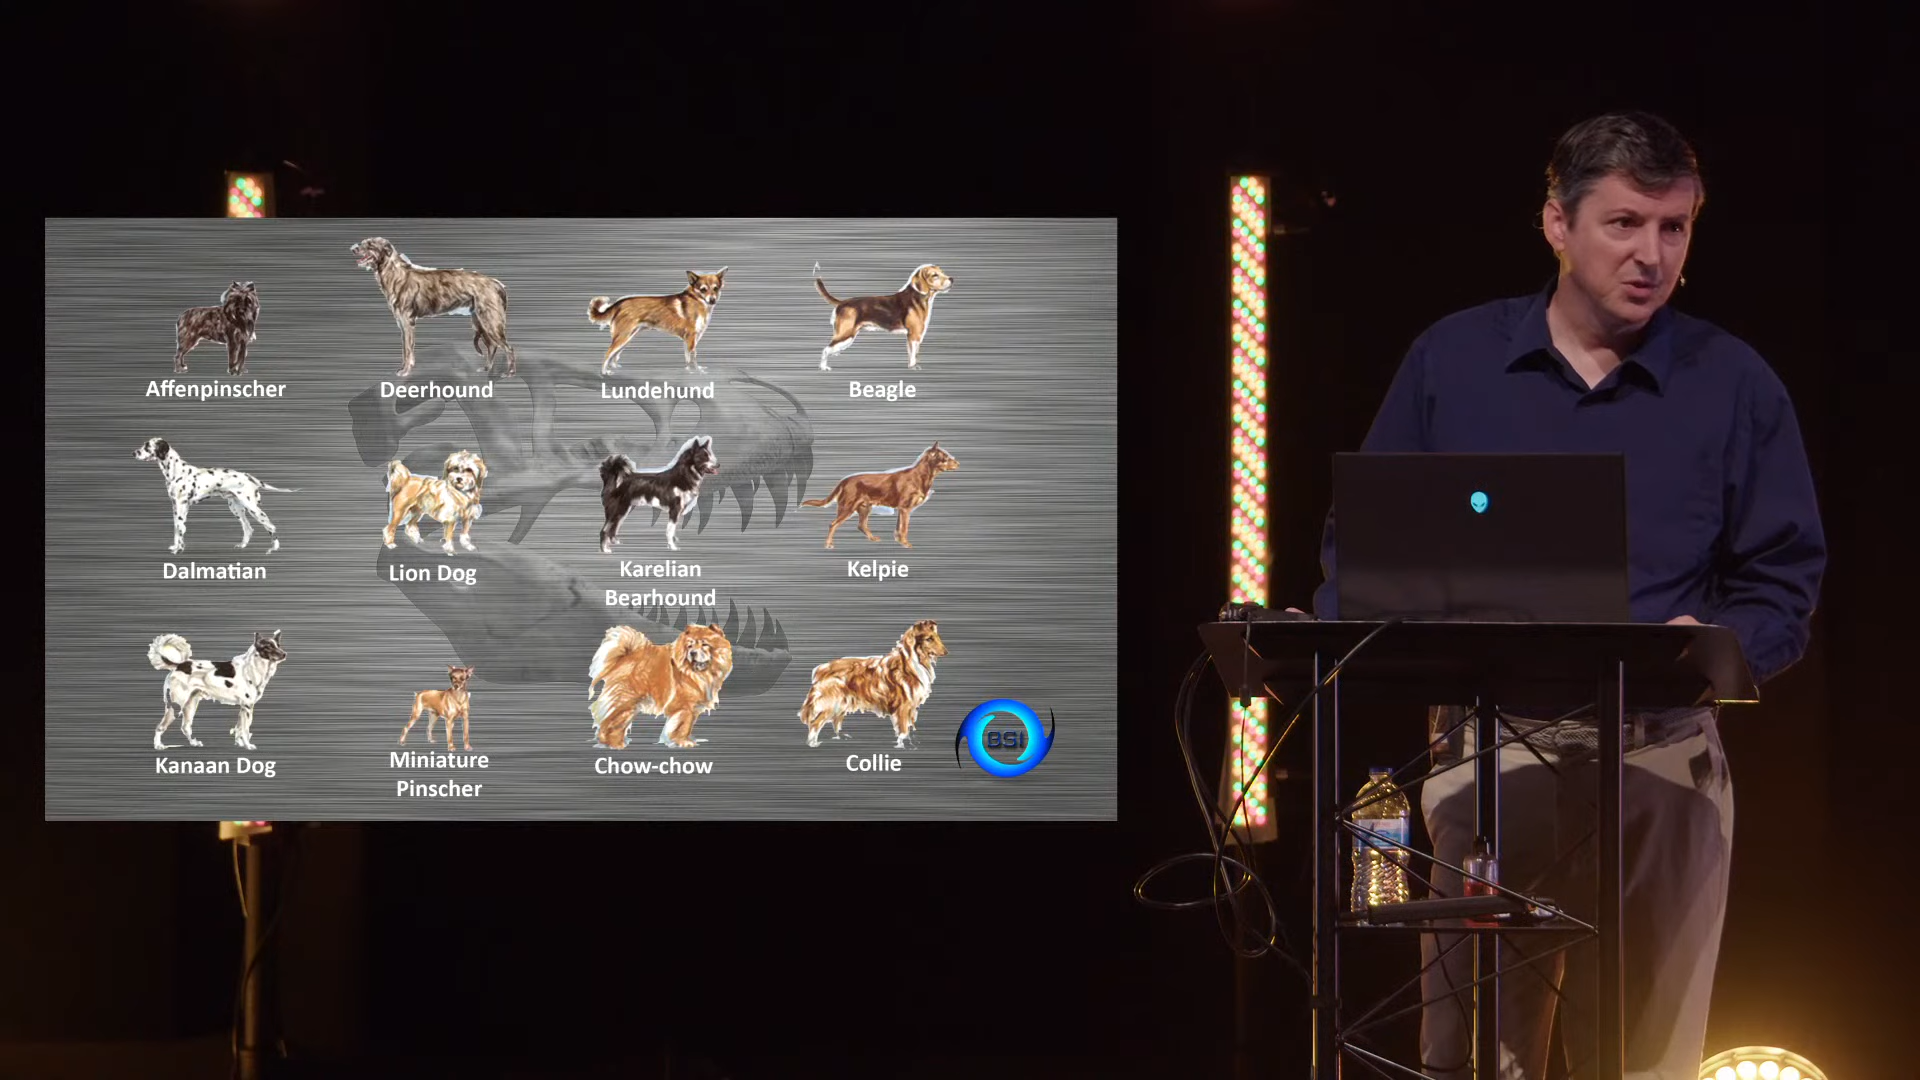 Affenpinscher
Deerhound
Lundehund
Beagle
Dalmatian
Lion Dog
Karelian
Bearhound
Kelpie
Kanaan Dog
Miniature
Pinscher
Chow-chow
Collie
BSI